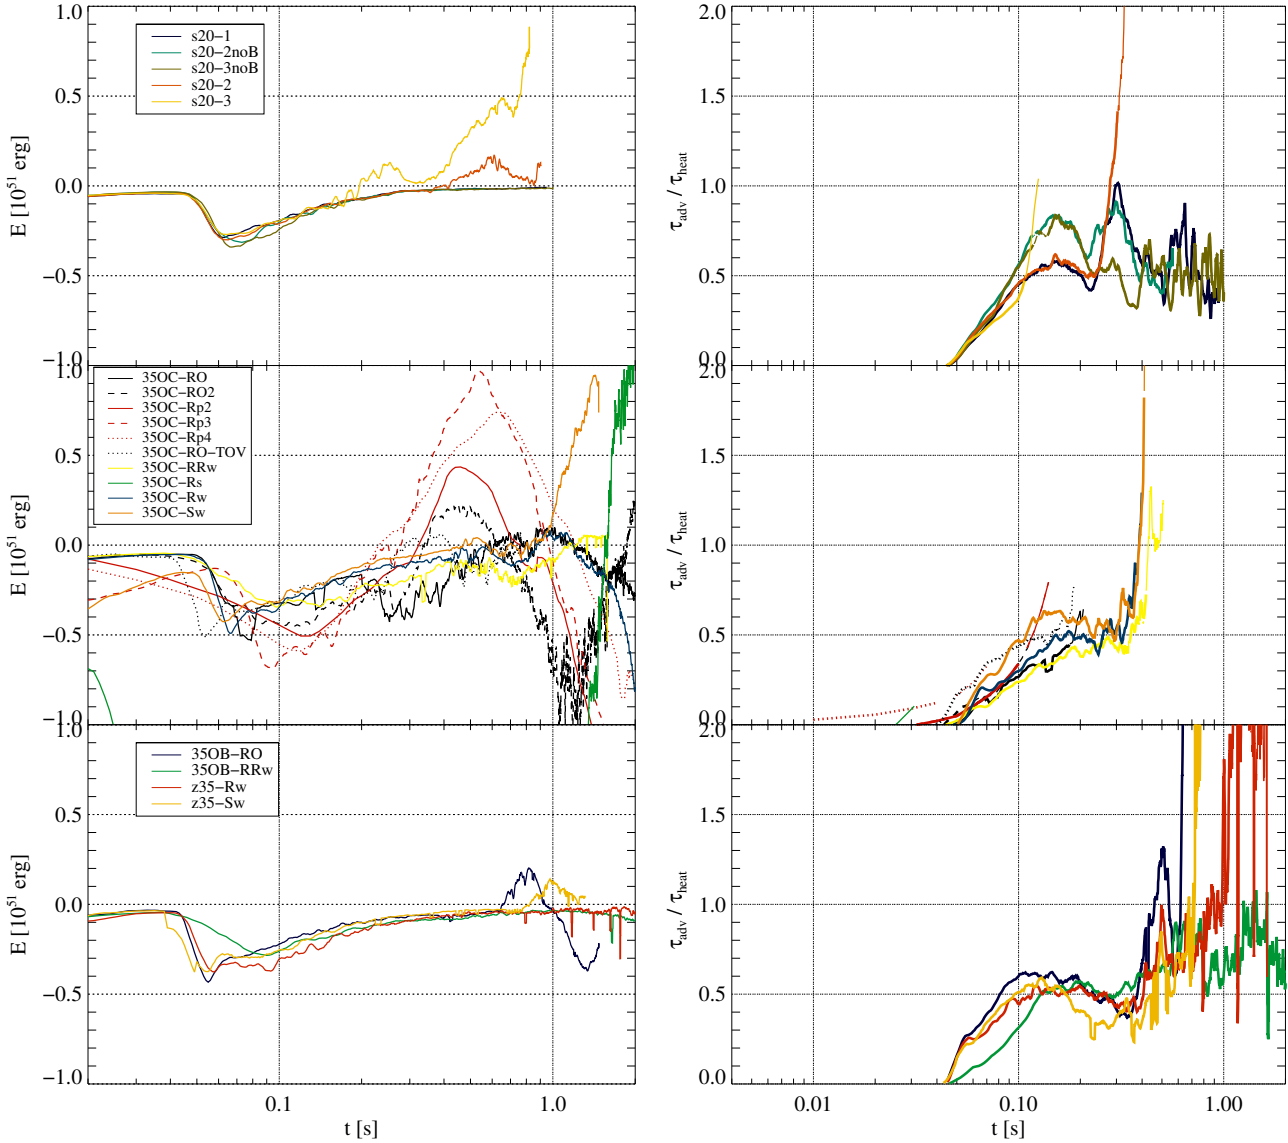 1.0
0.5
0.0
−0.5
−1.0
E [10^51 erg]
s20−1
s20−2noB
s20−3noB
s20−2
s20−3
2.0
1.5
1.0
0.5
0.0
τadv / τheat
1.0
0.5
0.0
−0.5
−1.0
E [10^51 erg]
35OC−RO
35OC−RO2
35OC−Rp2
35OC−Rp3
35OC−Rp4
35OC−RO−TOV
35OC−RRw
35OC−Rs
35OC−Rw
35OC−Sw
2.0
1.5
1.0
0.5
0.0
τadv / τheat
1.0
0.5
0.0
−0.5
−1.0
E [10^51 erg]
35OB−RO
35OB−RRw
z35−Rw
z35−Sw
0.1
1.0
t [s]
2.0
1.5
1.0
0.5
0.0
τadv / τheat
0.01
0.10
1.00
t [s]